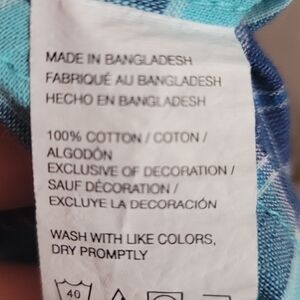 MADE IN BANGLADESH
FABRIQUÉ AU BANGLADESH
HECHO EN BANGLADESH
100% COTTON / COTON /
ALGODÓN
EXCLUSIVE OF DECORATION /
SAUF DÉCORATION /
EXCLUYE LA DECORACIÓN
WASH WITH LIKE COLORS,
DRY PROMPTLY
40